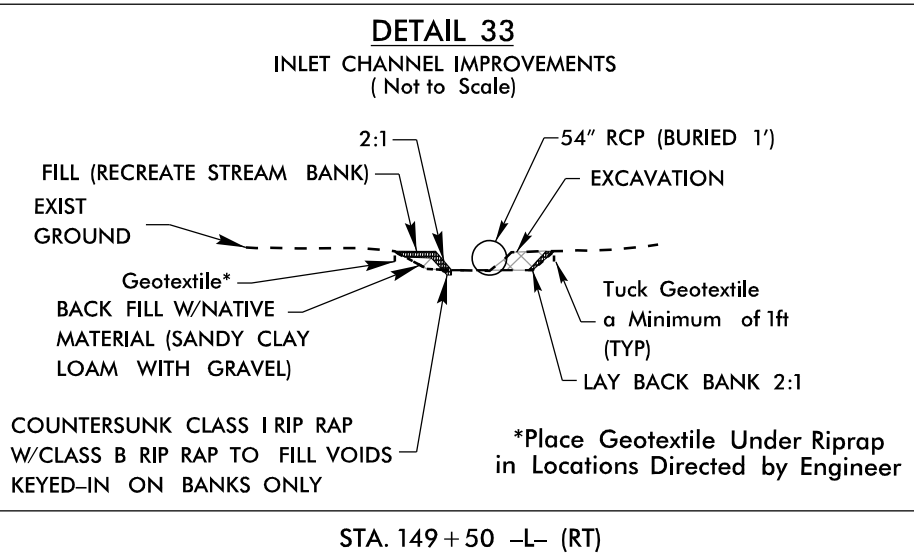 DETAIL 33
INLET CHANNEL IMPROVEMENTS
( Not to Scale)
2:1
54" RCP (BURIED 1')
FILL (RECREATE STREAM BANK)
EXCAVATION
EXIST
GROUND
Geotextile*
BACK FILL W/NATIVE
MATERIAL (SANDY CLAY
LOAM WITH GRAVEL)
Tuck Geotextile
a Minimum of 1ft
(TYP)
LAY BACK BANK 2:1
COUNTERSUNK CLASS I RIP RAP
W/CLASS B RIP RAP TO FILL VOIDS
KEYED-IN ON BANKS ONLY
*Place Geotextile Under Riprap
in Locations Directed by Engineer
STA. 149+50 -L- (RT)